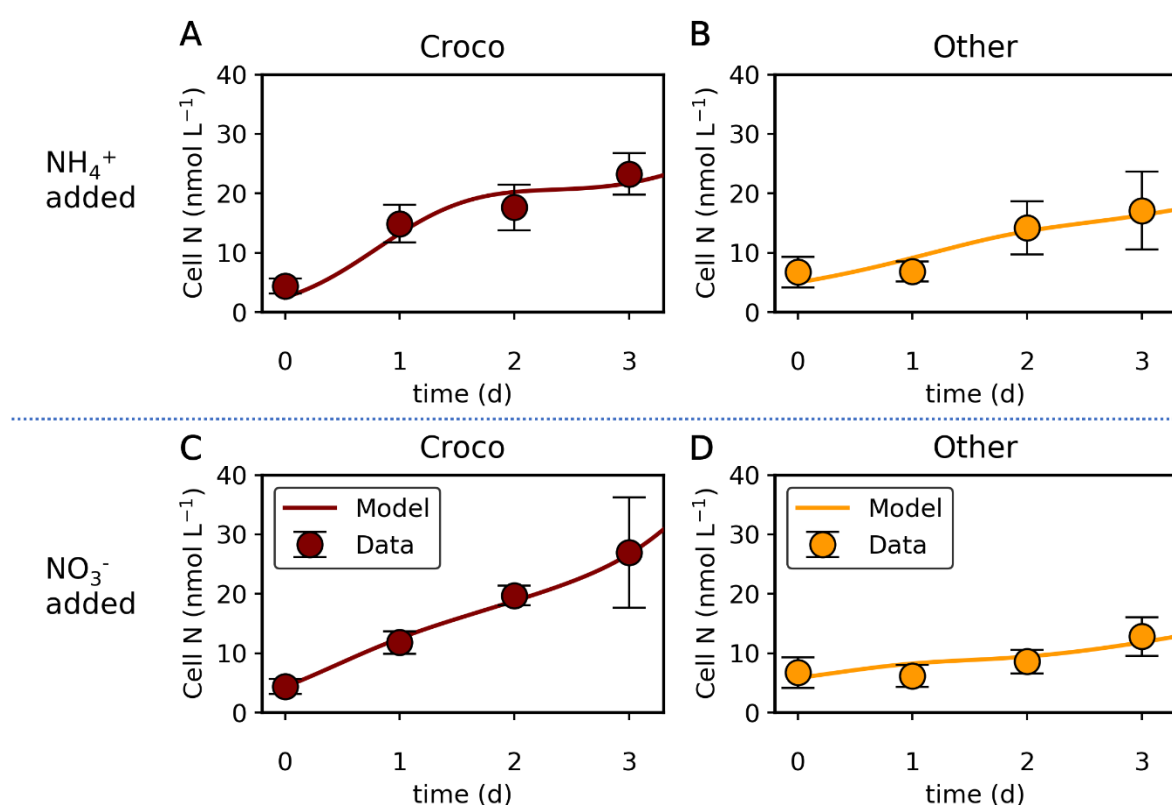 A
Croco
B
Other
NH₄⁺
added
Cell N (nmol L⁻¹)
40
30
20
10
0
0 1 2 3
time (d)
Cell N (nmol L⁻¹)
40
30
20
10
0
0 1 2 3
time (d)
C
Croco
D
Other
NO₃⁻
added
Cell N (nmol L⁻¹)
40
30
20
10
0
Model
Data
0 1 2 3
time (d)
Cell N (nmol L⁻¹)
40
30
20
10
0
Model
Data
0 1 2 3
time (d)